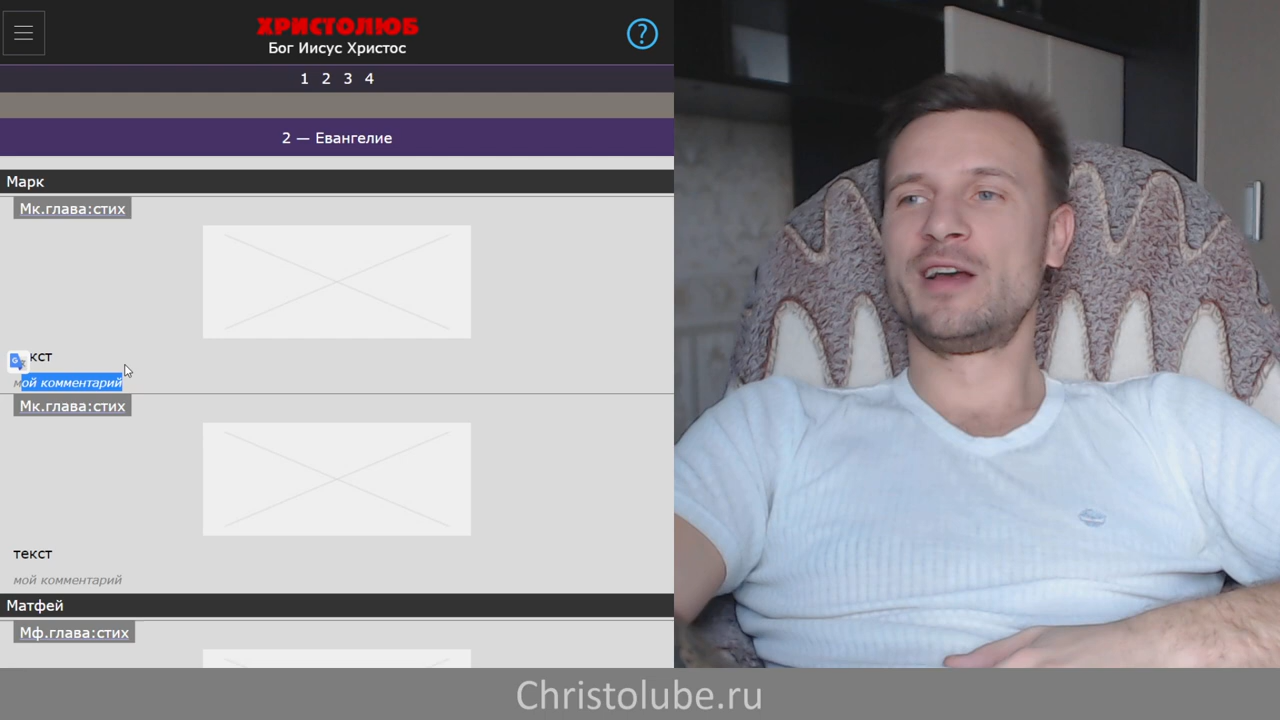 ХРИСТОЛЮБ
Бог Иисус Христос
?
1 2 3 4
2 — Евангелие
Марк
Мк.глава:стих
кст
мой комментарий
Мк.глава:стих
текст
мой комментарий
Матфей
Мф.глава:стих
Christolube.ru